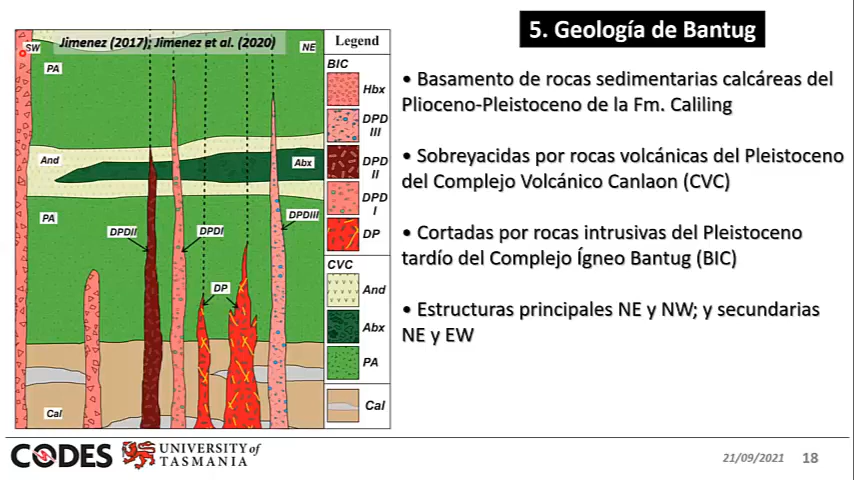 5. Geología de Bantug
Jimenez (2017); Jimenez et al. (2020)
SW
NE
PA
And
Abx
PA
DPDII
DPDI
DPDIII
DP
Cal
Legend
BIC
Hbx
DPD
III
DPD
II
DPD
I
DP
CVC
And
Abx
PA
Cal
• Basamento de rocas sedimentarias calcáreas del
Plioceno-Pleistoceno de la Fm. Caliling
• Sobreyacidas por rocas volcánicas del Pleistoceno
del Complejo Volcánico Canlaon (CVC)
• Cortadas por rocas intrusivas del Pleistoceno
tardío del Complejo Ígneo Bantug (BIC)
• Estructuras principales NE y NW; y secundarias
NE y EW
CODES
UNIVERSITY of
TASMANIA
21/09/2021
18